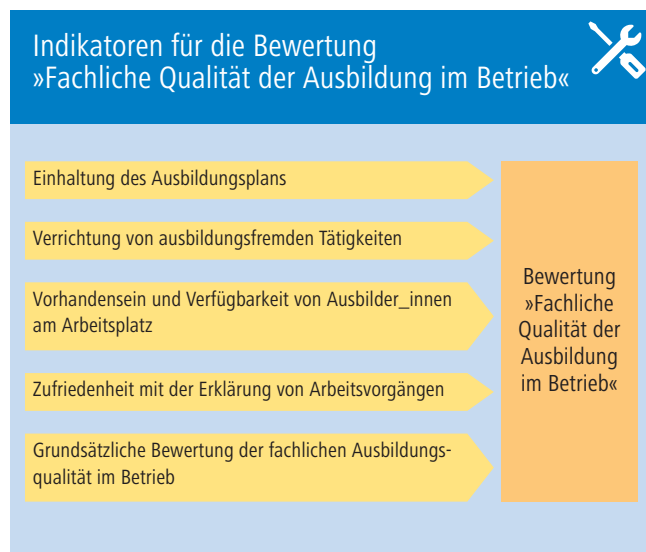 Indikatoren für die Bewertung
»Fachliche Qualität der Ausbildung im Betrieb«
Einhaltung des Ausbildungsplans
Verrichtung von ausbildungsfremden Tätigkeiten
Vorhandensein und Verfügbarkeit von Ausbilder_innen
am Arbeitsplatz
Zufriedenheit mit der Erklärung von Arbeitsvorgängen
Grundsätzliche Bewertung der fachlichen Ausbildungs-
qualität im Betrieb
Bewertung
»Fachliche
Qualität der
Ausbildung
im Betrieb«